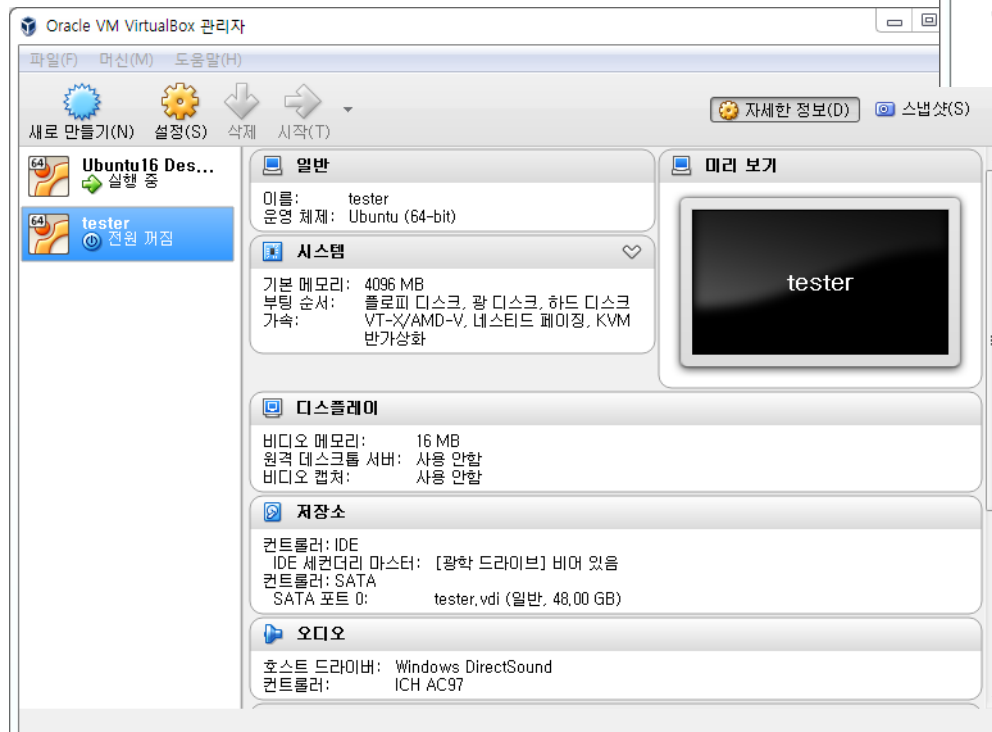 Oracle VM VirtualBox 관리자
파일(F) 머신(M) 도움말(H)
새로 만들기(N) 설정(S) 삭제 시작(T) 자세한 정보(D) 스냅샷(S)
64 Ubuntu16 Des...
실행 중
64 tester
전원 꺼짐
일반
이름: tester
운영 체제: Ubuntu (64-bit)
시스템
기본 메모리: 4096 MB
부팅 순서: 플로피 디스크, 광 디스크, 하드 디스크
가속: VT-X/AMD-V, 네스티드 페이징, KVM
반가상화
미리 보기
tester
디스플레이
비디오 메모리: 16 MB
원격 데스크톱 서버: 사용 안함
비디오 캡처: 사용 안함
저장소
컨트롤러: IDE
IDE 세컨더리 마스터: [광학 드라이브] 비어 있음
컨트롤러: SATA
SATA 포트 0: tester.vdi (일반, 48.00 GB)
오디오
호스트 드라이버: Windows DirectSound
컨트롤러: ICH AC97